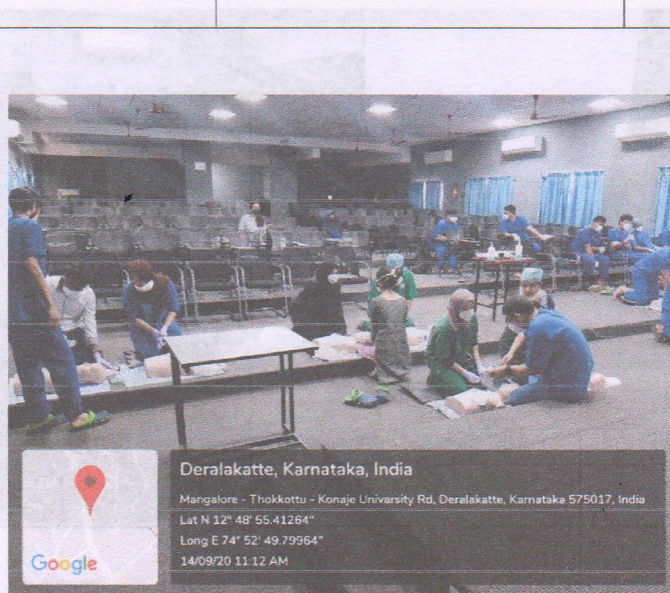 Deralakatte, Karnataka, India
Mangalore - Thokkottu - Konaje Univarsity Rd, Deralakatte, Karnataka 575017, India
Lat N 12° 48' 55.41264"
Long E 74° 52' 49.79964"
14/09/20 11:12 AM
Google